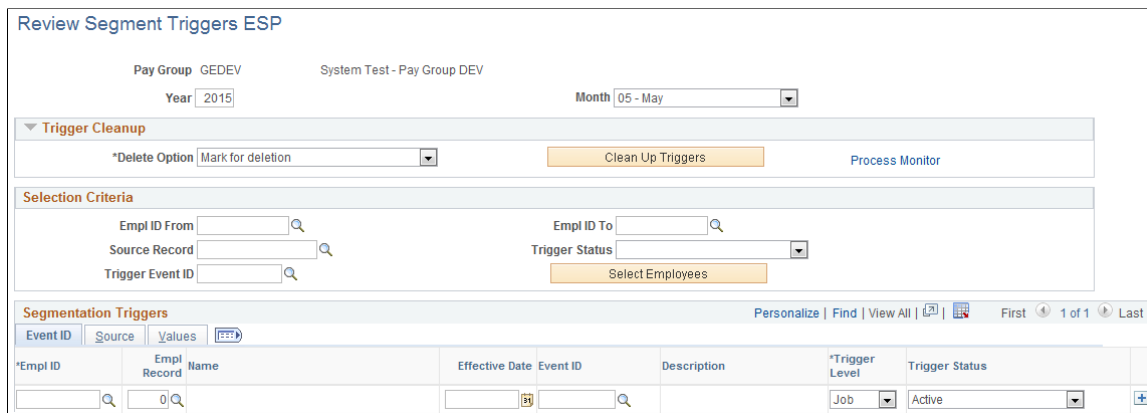 Review Segment Triggers ESP
Pay Group GEDEV System Test - Pay Group DEV
Year 2015 Month 05 - May
Trigger Cleanup
*Delete Option Mark for deletion Clean Up Triggers Process Monitor
Selection Criteria
Empl ID From Empl ID To
Source Record Trigger Status
Trigger Event ID Select Employees
Segmentation Triggers Personalize | Find | View All | | First 1 of 1 Last
Event ID Source Values
*Empl ID Empl Record Name Effective Date Event ID Description *Trigger Level Trigger Status
0 31 Job Active